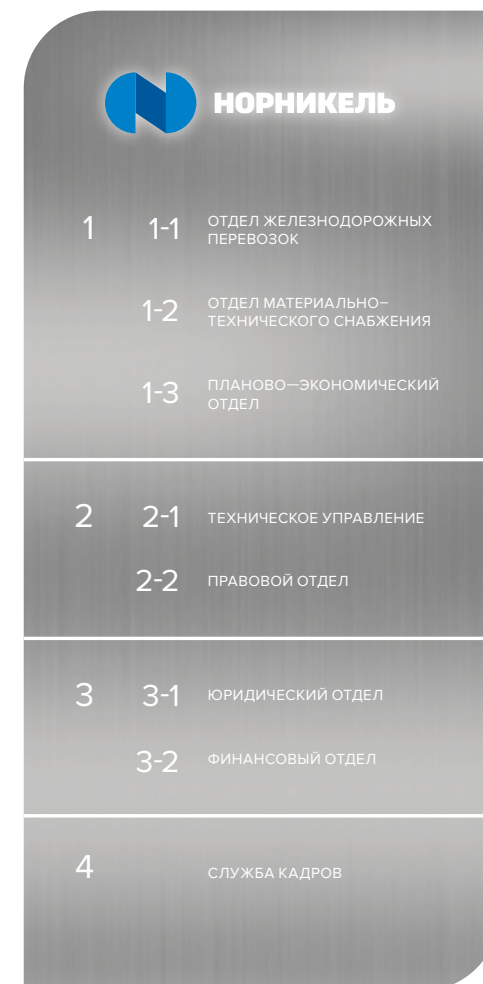 НОРНИКЕЛЬ
1 1-1 ОТДЕЛ ЖЕЛЕЗНОДОРОЖНЫХ
ПЕРЕВОЗОК
1-2 ОТДЕЛ МАТЕРИАЛЬНО–
ТЕХНИЧЕСКОГО СНАБЖЕНИЯ
1-3 ПЛАНОВО—ЭКОНОМИЧЕСКИЙ
ОТДЕЛ
2 2-1 ТЕХНИЧЕСКОЕ УПРАВЛЕНИЕ
2-2 ПРАВОВОЙ ОТДЕЛ
3 3-1 ЮРИДИЧЕСКИЙ ОТДЕЛ
3-2 ФИНАНСОВЫЙ ОТДЕЛ
4 СЛУЖБА КАДРОВ